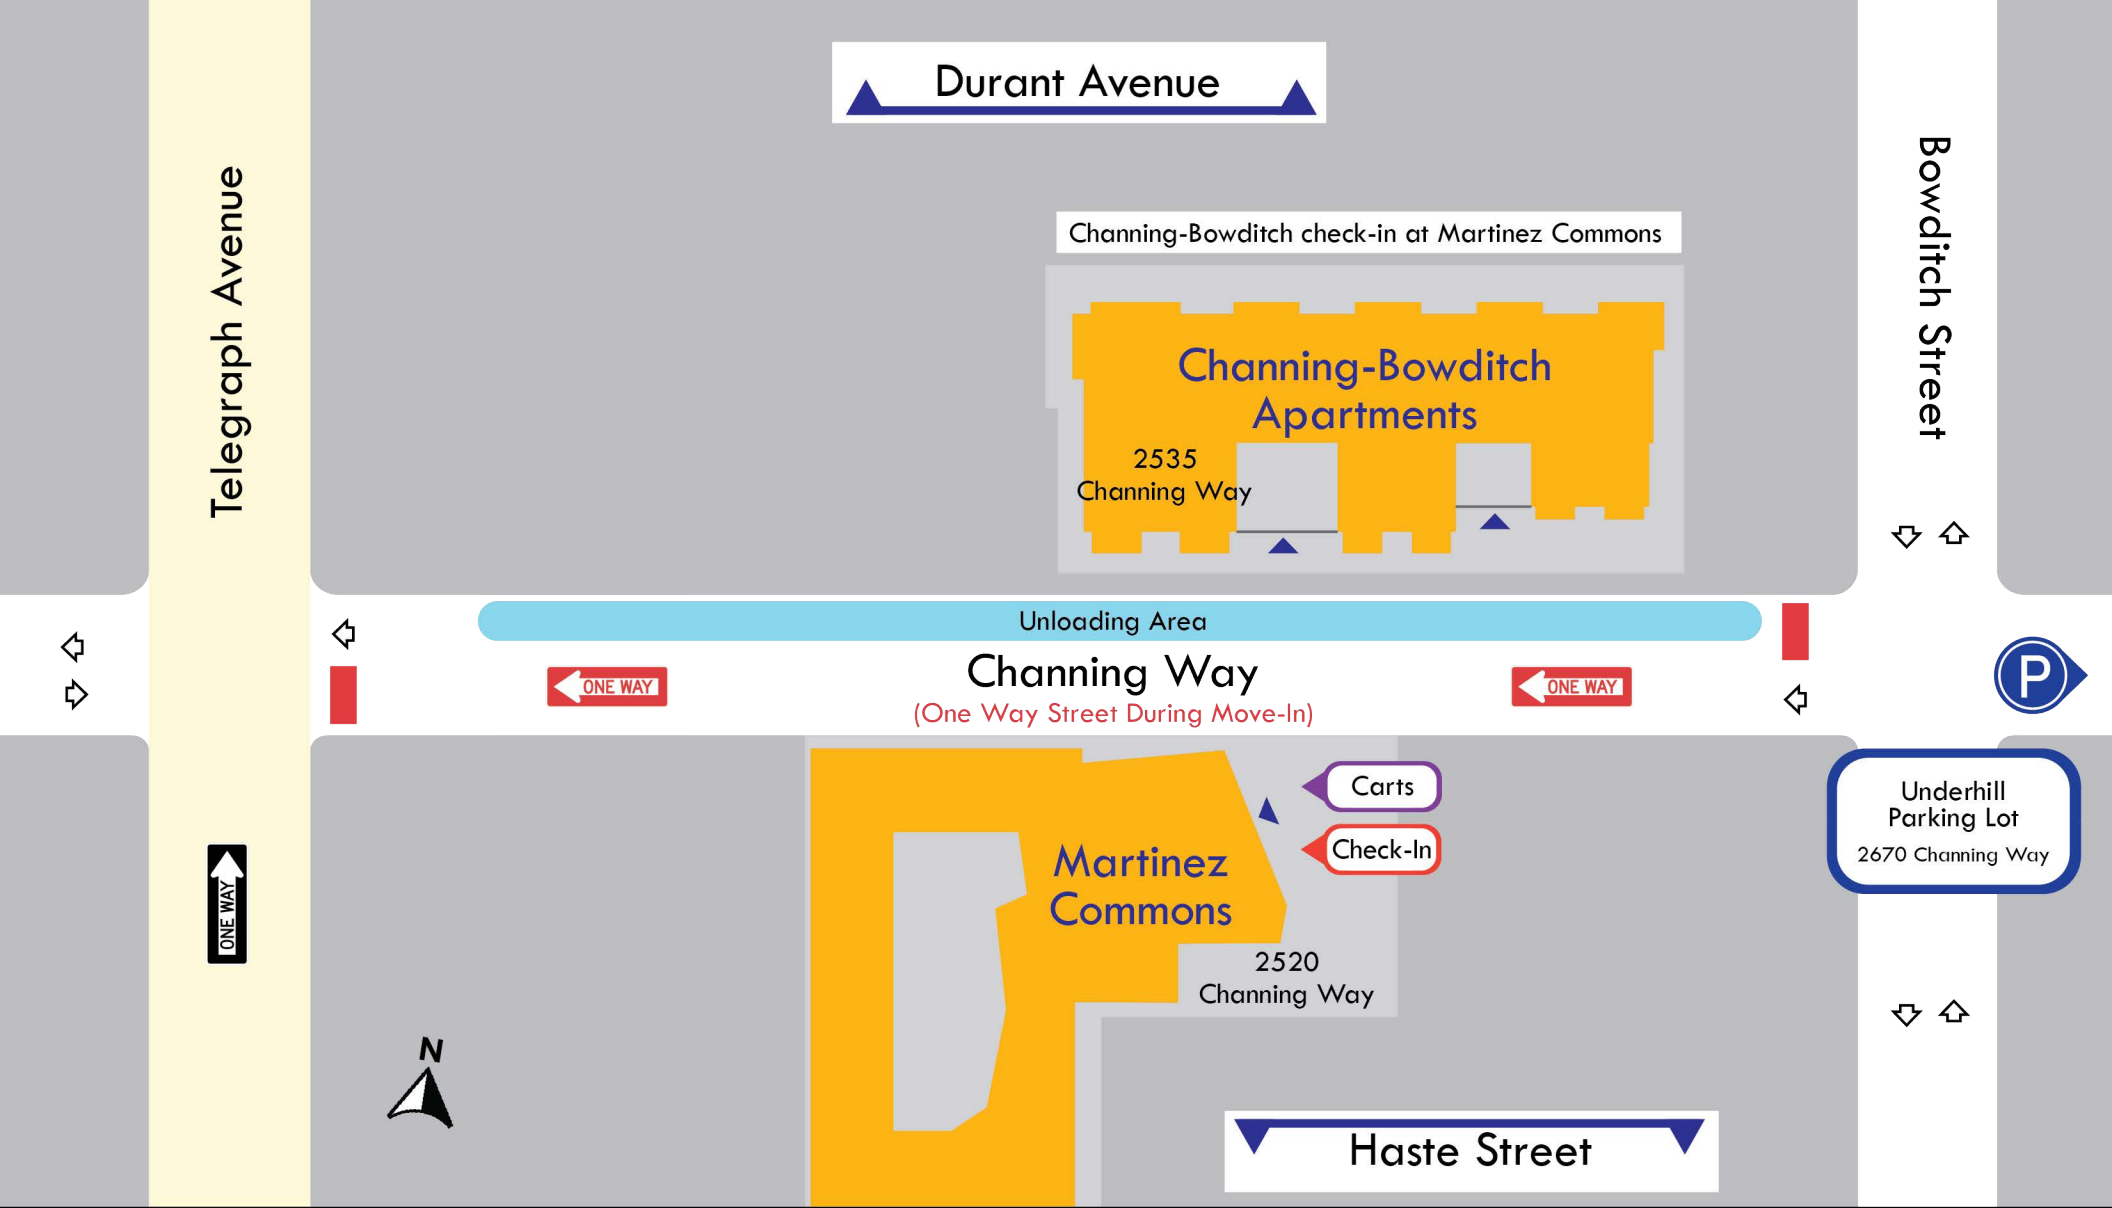 Durant Avenue
Telegraph Avenue
Bowditch Street
Channing-Bowditch check-in at Martinez Commons
Channing-Bowditch
Apartments
2535
Channing Way
Unloading Area
Channing Way
(One Way Street During Move-In)
ONE WAY
ONE WAY
P
Carts
Check-In
Martinez
Commons
2520
Channing Way
Underhill
Parking Lot
2670 Channing Way
ONE WAY
N
Haste Street